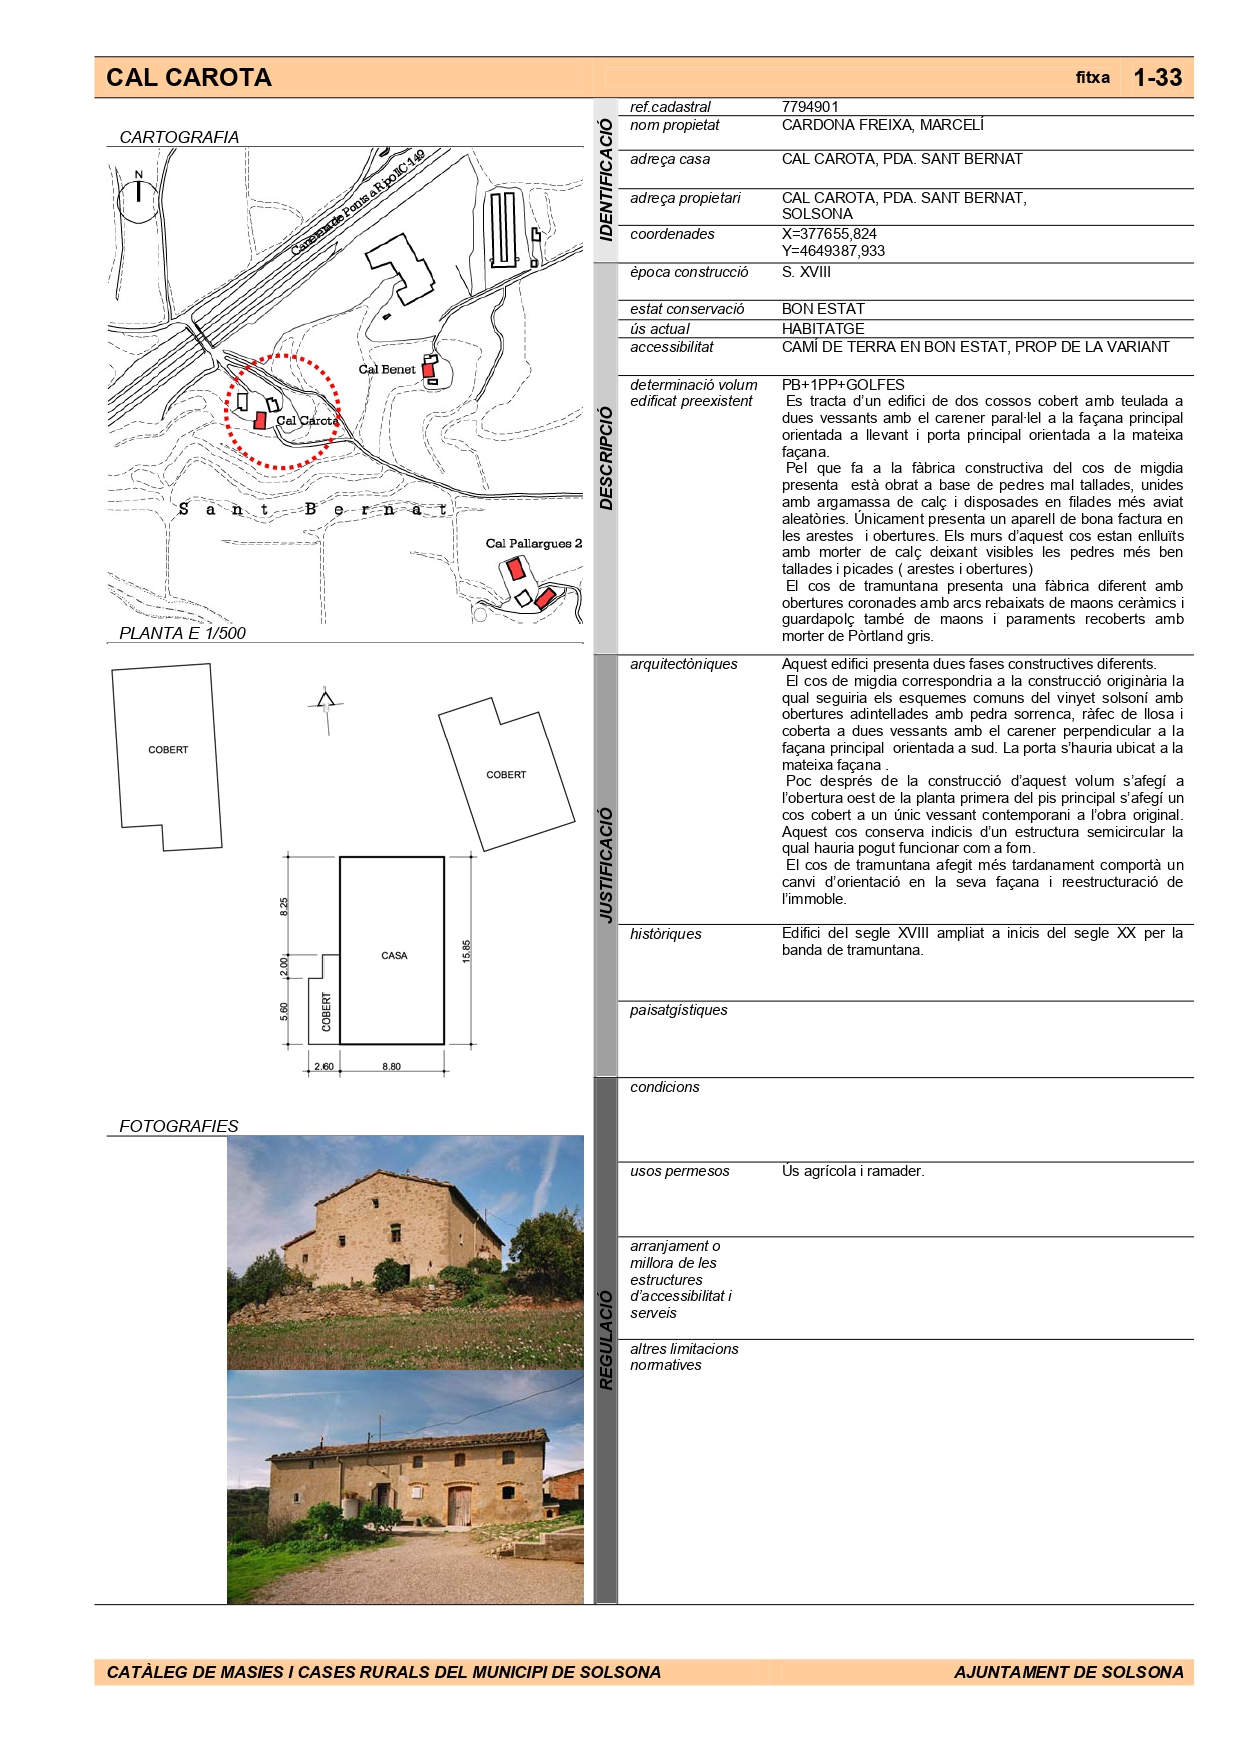 CAL CAROTA
fitxa 1-33
CARTOGRAFIA
N
Carretera de Ponts a Ripoll C-149
Cal Benet
Cal Carota
Sant Bernat
Cal Pallargues 2
PLANTA E 1/500
COBERT
COBERT
CASA
COBERT
8.25
2.00
5.60
15.85
2.60
8.80
FOTOGRAFIES
IDENTIFICACIÓ
ref.cadastral 7794901
nom propietat CARDONA FREIXA, MARCELÍ
adreça casa CAL CAROTA, PDA. SANT BERNAT
adreça propietari CAL CAROTA, PDA. SANT BERNAT,
SOLSONA
coordenades X=377655,824
Y=4649387,933
DESCRIPCIÓ
època construcció S. XVIII
estat conservació BON ESTAT
ús actual HABITATGE
accessibilitat CAMÍ DE TERRA EN BON ESTAT, PROP DE LA VARIANT
determinació volum PB+1PP+GOLFES
edificat preexistent Es tracta d’un edifici de dos cossos cobert amb teulada a
dues vessants amb el carener paral·lel a la façana principal
orientada a llevant i porta principal orientada a la mateixa
façana.
Pel que fa a la fàbrica constructiva del cos de migdia
presenta està obrat a base de pedres mal tallades, unides
amb argamassa de calç i disposades en filades més aviat
aleatòries. Únicament presenta un aparell de bona factura en
les arestes i obertures. Els murs d’aquest cos estan enlluïts
amb morter de calç deixant visibles les pedres més ben
tallades i picades ( arestes i obertures)
El cos de tramuntana presenta una fàbrica diferent amb
obertures coronades amb arcs rebaixats de maons ceràmics i
guardapolç també de maons i paraments recoberts amb
morter de Pòrtland gris.
JUSTIFICACIÓ
arquitectòniques Aquest edifici presenta dues fases constructives diferents.
El cos de migdia correspondria a la construcció originària la
qual seguiria els esquemes comuns del vinyet solsoní amb
obertures adintellades amb pedra sorrenca, ràfec de llosa i
coberta a dues vessants amb el carener perpendicular a la
façana principal orientada a sud. La porta s’hauria ubicat a la
mateixa façana .
Poc després de la construcció d’aquest volum s’afegí a
l’obertura oest de la planta primera del pis principal s’afegí un
cos cobert a un únic vessant contemporani a l’obra original.
Aquest cos conserva indicis d’un estructura semicircular la
qual hauria pogut funcionar com a forn.
El cos de tramuntana afegit més tardanament comportà un
canvi d’orientació en la seva façana i reestructuració de
l’immoble.
històriques Edifici del segle XVIII ampliat a inicis del segle XX per la
banda de tramuntana.
paisatgístiques
REGULACIÓ
condicions
usos permesos Ús agrícola i ramader.
arranjament o
millora de les
estructures
d’accessibilitat i
serveis
altres limitacions
normatives
CATÀLEG DE MASIES I CASES RURALS DEL MUNICIPI DE SOLSONA
AJUNTAMENT DE SOLSONA